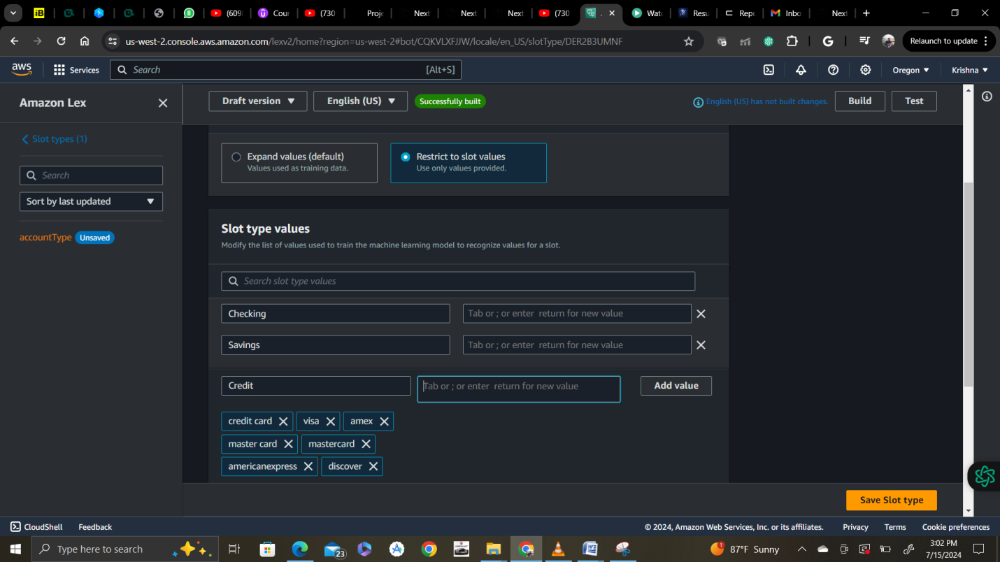 iB
(609
Cour
(730
Proje
Next
Next
Next
(730
.
Watc
Resu
Repo
Inbo
Next
us-west-2.console.aws.amazon.com/lexv2/home?region=us-west-2#bot/CQKVLXFJJW/locale/en_US/slotType/DER2B3UMNF
G
Relaunch to update
aws
Services
Search
[Alt+S]
Oregon
Krishna
Amazon Lex
Draft version
English (US)
Successfully built
English (US) has not built changes.
Build
Test
Slot types (1)
Search
Sort by last updated
accountType
Unsaved
Expand values (default)
Values used as training data.
Restrict to slot values
Use only values provided.
Slot type values
Modify the list of values used to train the machine learning model to recognize values for a slot.
Search slot type values
Checking
Tab or ; or enter return for new value
Savings
Tab or ; or enter return for new value
Credit
Tab or ; or enter return for new value
Add value
credit card
visa
amex
master card
mastercard
americanexpress
discover
Save Slot type
CloudShell
Feedback
© 2024, Amazon Web Services, Inc. or its affiliates.
Privacy
Terms
Cookie preferences
Type here to search
23
1
87°F Sunny
3:02 PM
7/15/2024